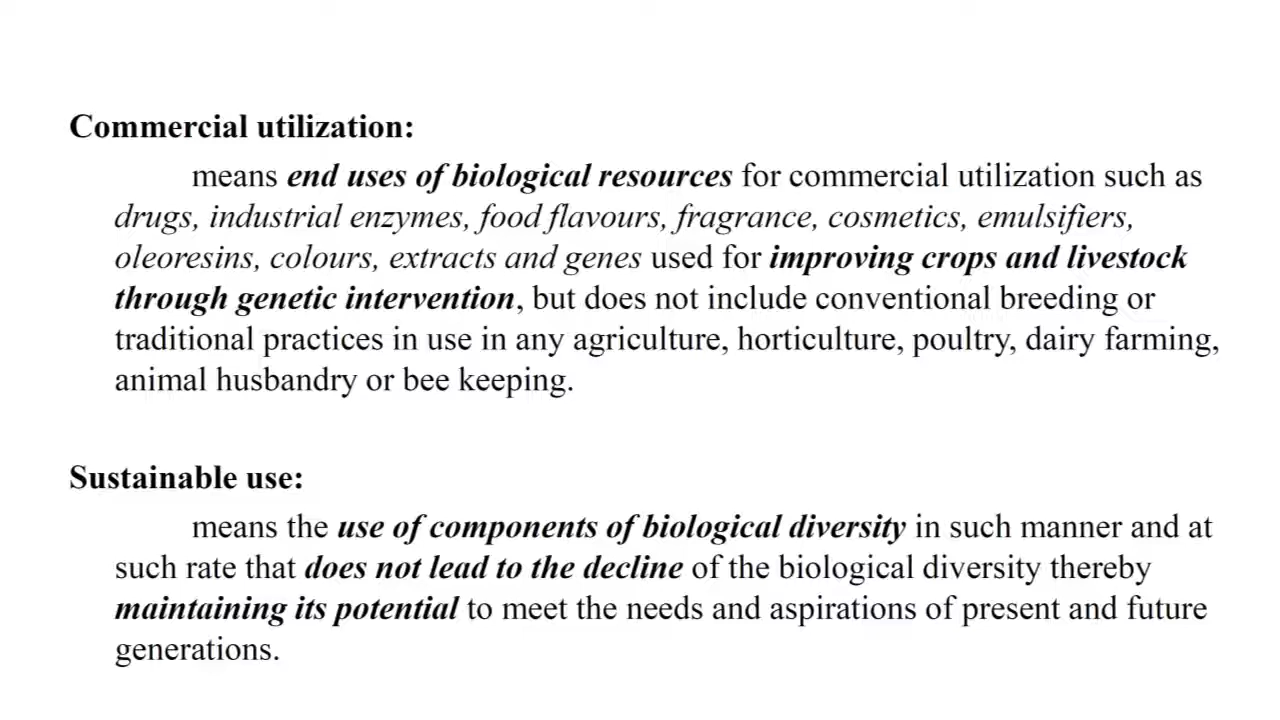 Commercial utilization:
means end uses of biological resources for commercial utilization such as
drugs, industrial enzymes, food flavours, fragrance, cosmetics, emulsifiers,
oleoresins, colours, extracts and genes used for improving crops and livestock
through genetic intervention, but does not include conventional breeding or
traditional practices in use in any agriculture, horticulture, poultry, dairy farming,
animal husbandry or bee keeping.
Sustainable use:
means the use of components of biological diversity in such manner and at
such rate that does not lead to the decline of the biological diversity thereby
maintaining its potential to meet the needs and aspirations of present and future
generations.